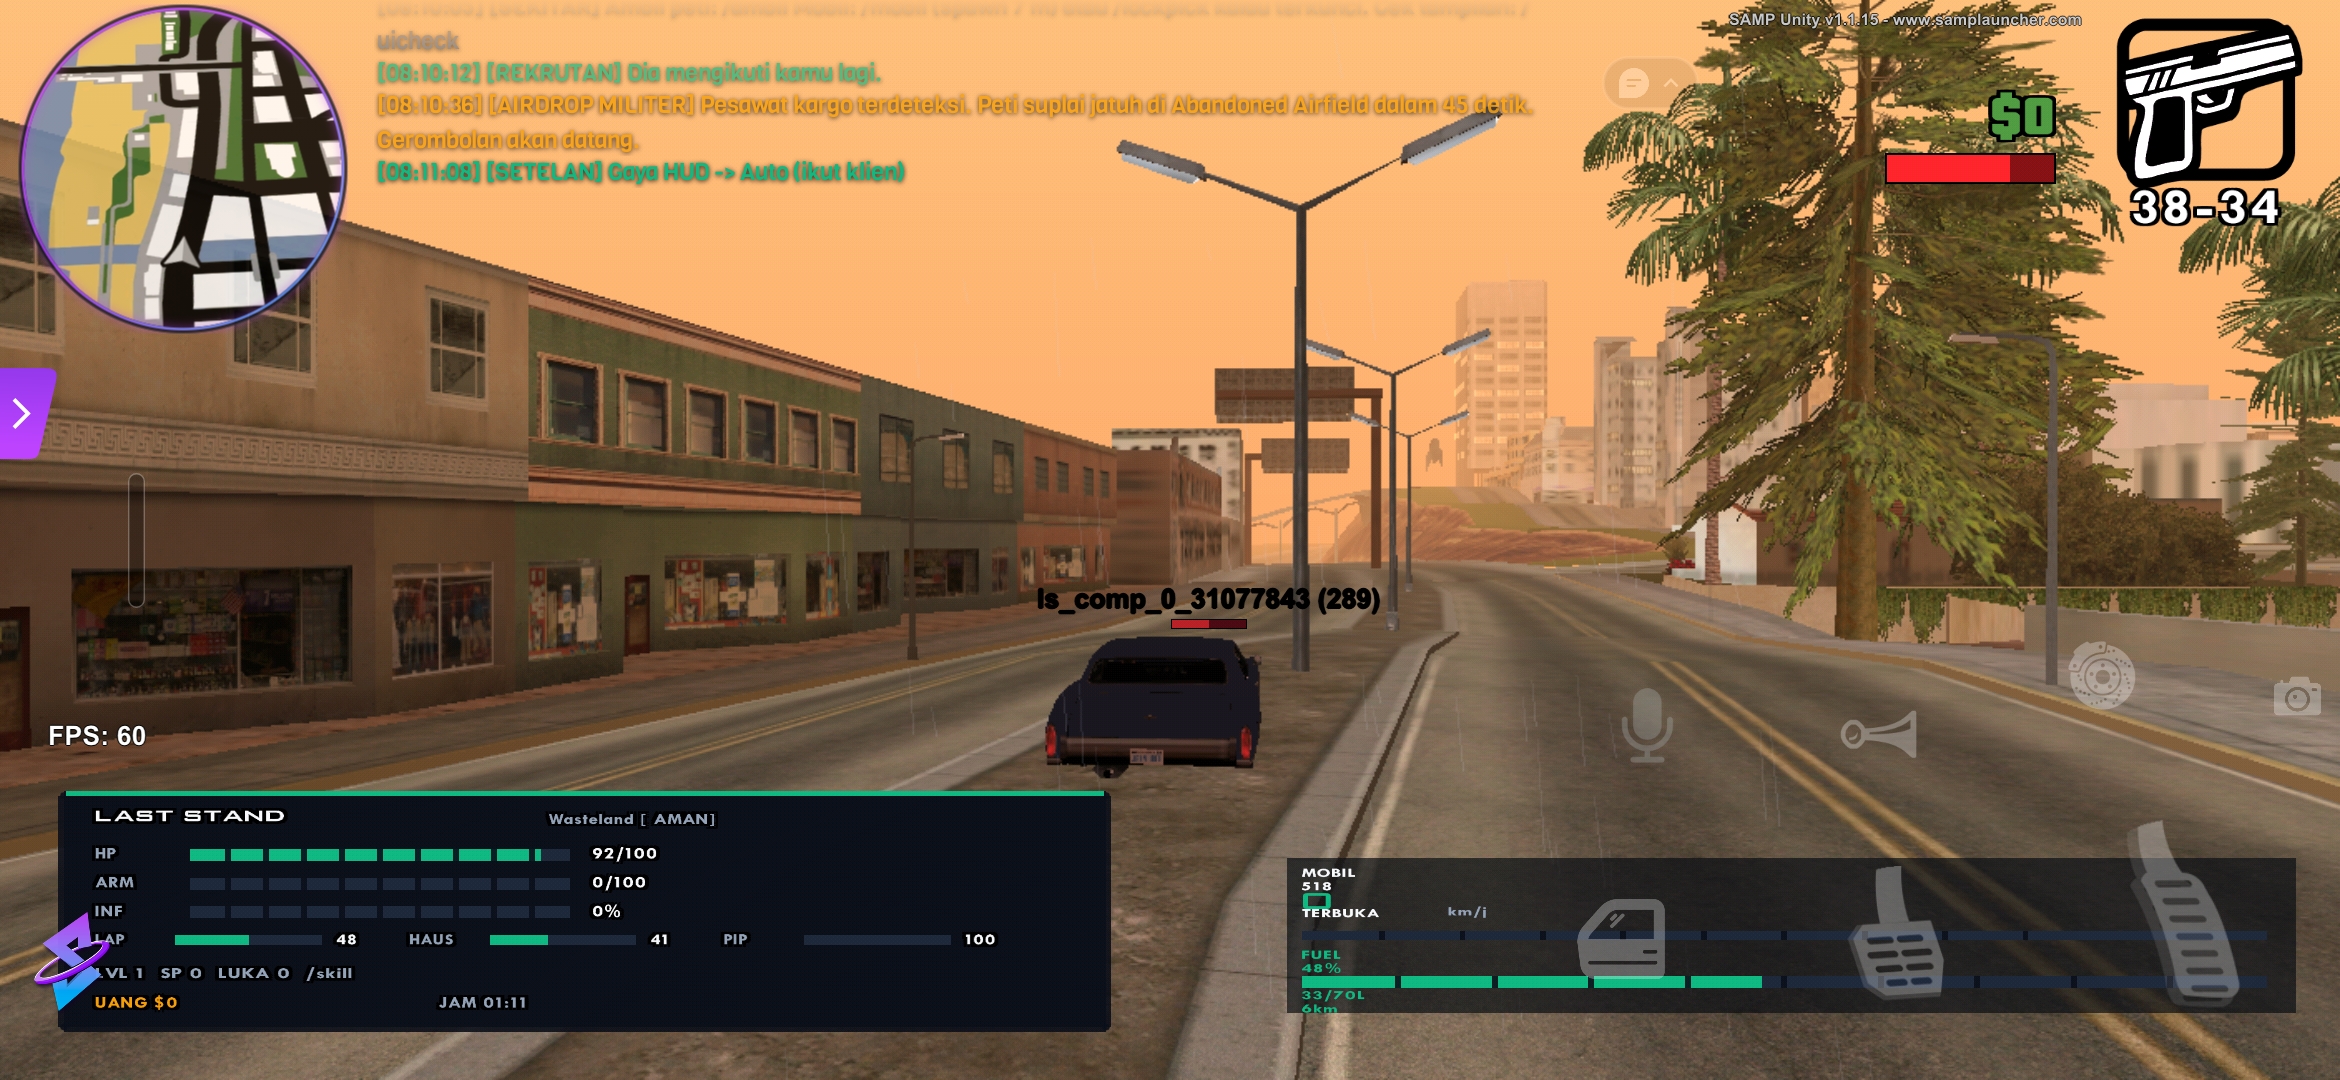 SAMP Unity v1.1.15 - www.samplauncher.com
uicheck
[08:10:12] [REKRUTAN] Dia mengikuti kamu lagi.
[08:10:36] [AIRDROP MILITER] Pesawat kargo terdeteksi. Peti suplai jatuh di Abandoned Airfield dalam 45 detik.
Gerombolan akan datang.
[08:11:08] [SETELAN] Gaya HUD -> Auto (ikut klien)
$0
38-34
ls_comp_0_31077843 (289)
FPS: 60
LAST STAND Wasteland [ AMAN]
HP 92/100
ARM 0/100
INF 0%
LAP 48 HAUS 41 PIP 100
LVL 1 SP 0 LUKA 0 /skill
UANG $0 JAM 01:11
MOBIL
518
TERBUKA km/j
FUEL
48%
33/70L
6km